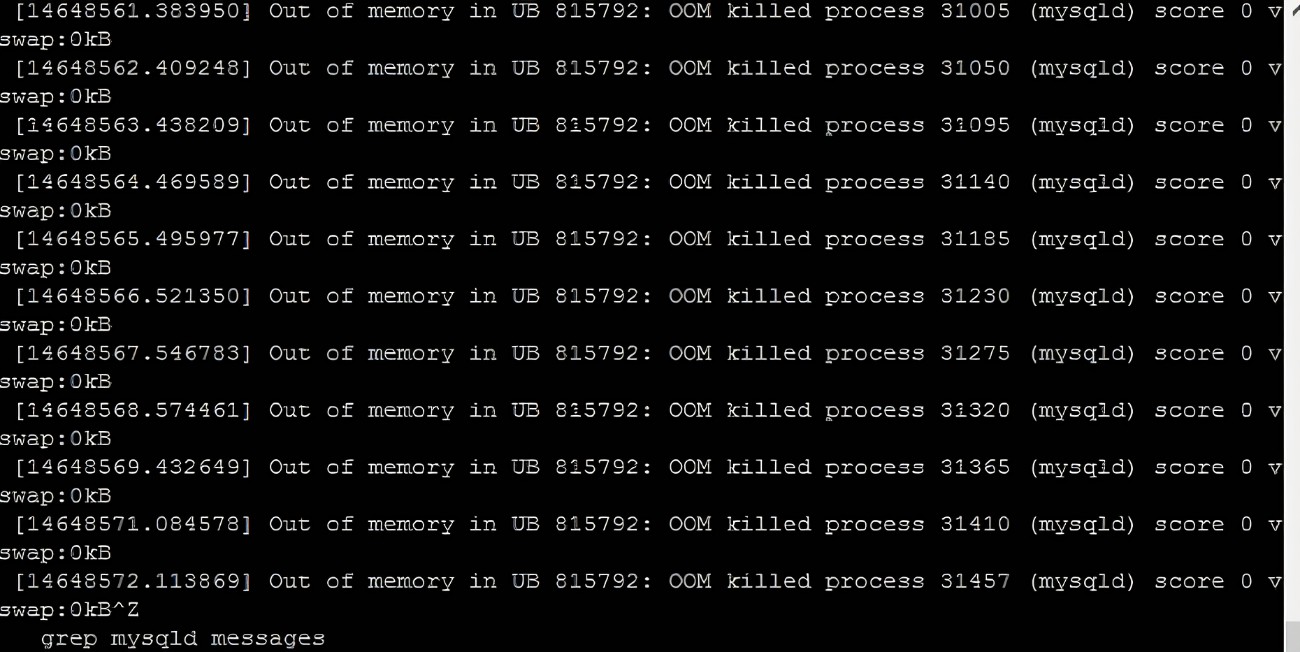 [14648561.383950] Out of memory in UB 815792: OOM killed process 31005 (mysqld) score 0 v
swap:0kB
[14648562.409248] Out of memory in UB 815792: OOM killed process 31050 (mysqld) score 0 v
swap:0kB
[14648563.438209] Out of memory in UB 815792: OOM killed process 31095 (mysqld) score 0 v
swap:0kB
[14648564.469589] Out of memory in UB 815792: OOM killed process 31140 (mysqld) score 0 v
swap:0kB
[14648565.495977] Out of memory in UB 815792: OOM killed process 31185 (mysqld) score 0 v
swap:0kB
[14648566.521350] Out of memory in UB 815792: OOM killed process 31230 (mysqld) score 0 v
swap:0kB
[14648567.546783] Out of memory in UB 815792: OOM killed process 31275 (mysqld) score 0 v
swap:0kB
[14648568.574461] Out of memory in UB 815792: OOM killed process 31320 (mysqld) score 0 v
swap:0kB
[14648569.432649] Out of memory in UB 815792: OOM killed process 31365 (mysqld) score 0 v
swap:0kB
[14648571.084578] Out of memory in UB 815792: OOM killed process 31410 (mysqld) score 0 v
swap:0kB
[14648572.113869] Out of memory in UB 815792: OOM killed process 31457 (mysqld) score 0 v
swap:0kB^Z
grep mysqld messages